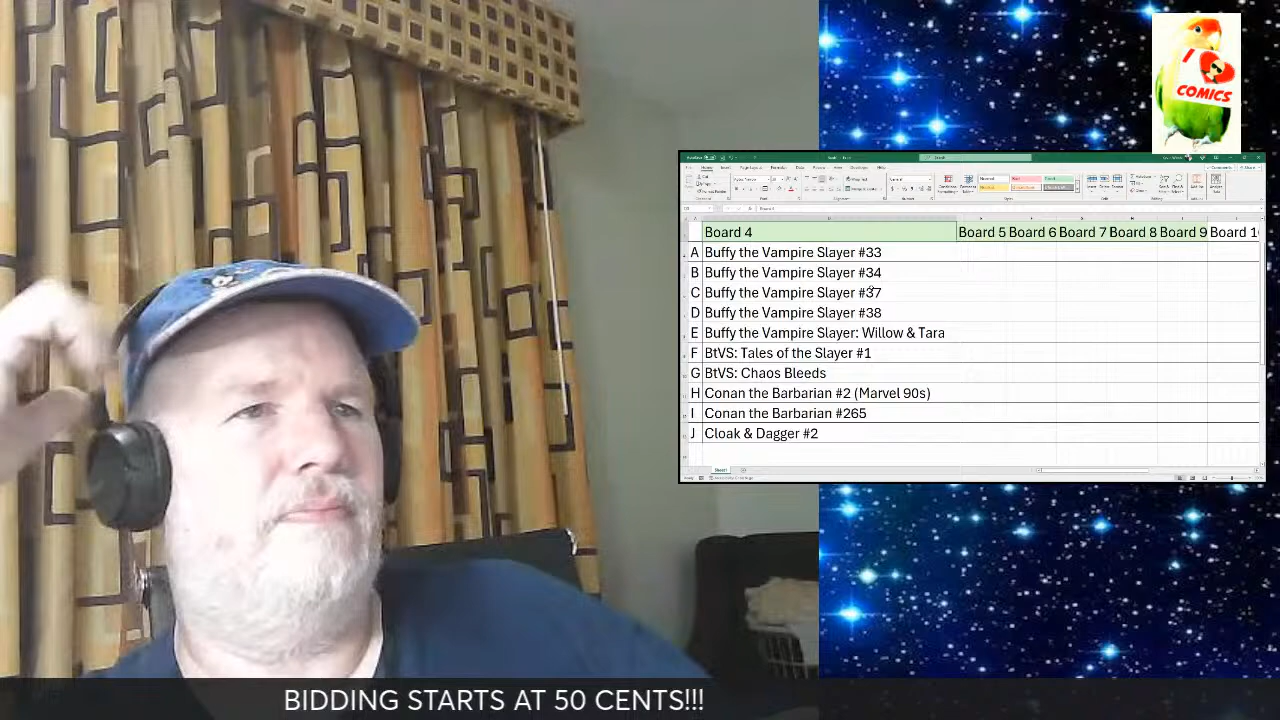 I
COMICS
Board 4 Board 5 Board 6 Board 7 Board 8 Board 9 Board 10
A Buffy the Vampire Slayer #33
B Buffy the Vampire Slayer #34
C Buffy the Vampire Slayer #37
D Buffy the Vampire Slayer #38
E Buffy the Vampire Slayer: Willow & Tara
F BtVS: Tales of the Slayer #1
G BtVS: Chaos Bleeds
H Conan the Barbarian #2 (Marvel 90s)
I Conan the Barbarian #265
J Cloak & Dagger #2
BIDDING STARTS AT 50 CENTS!!!